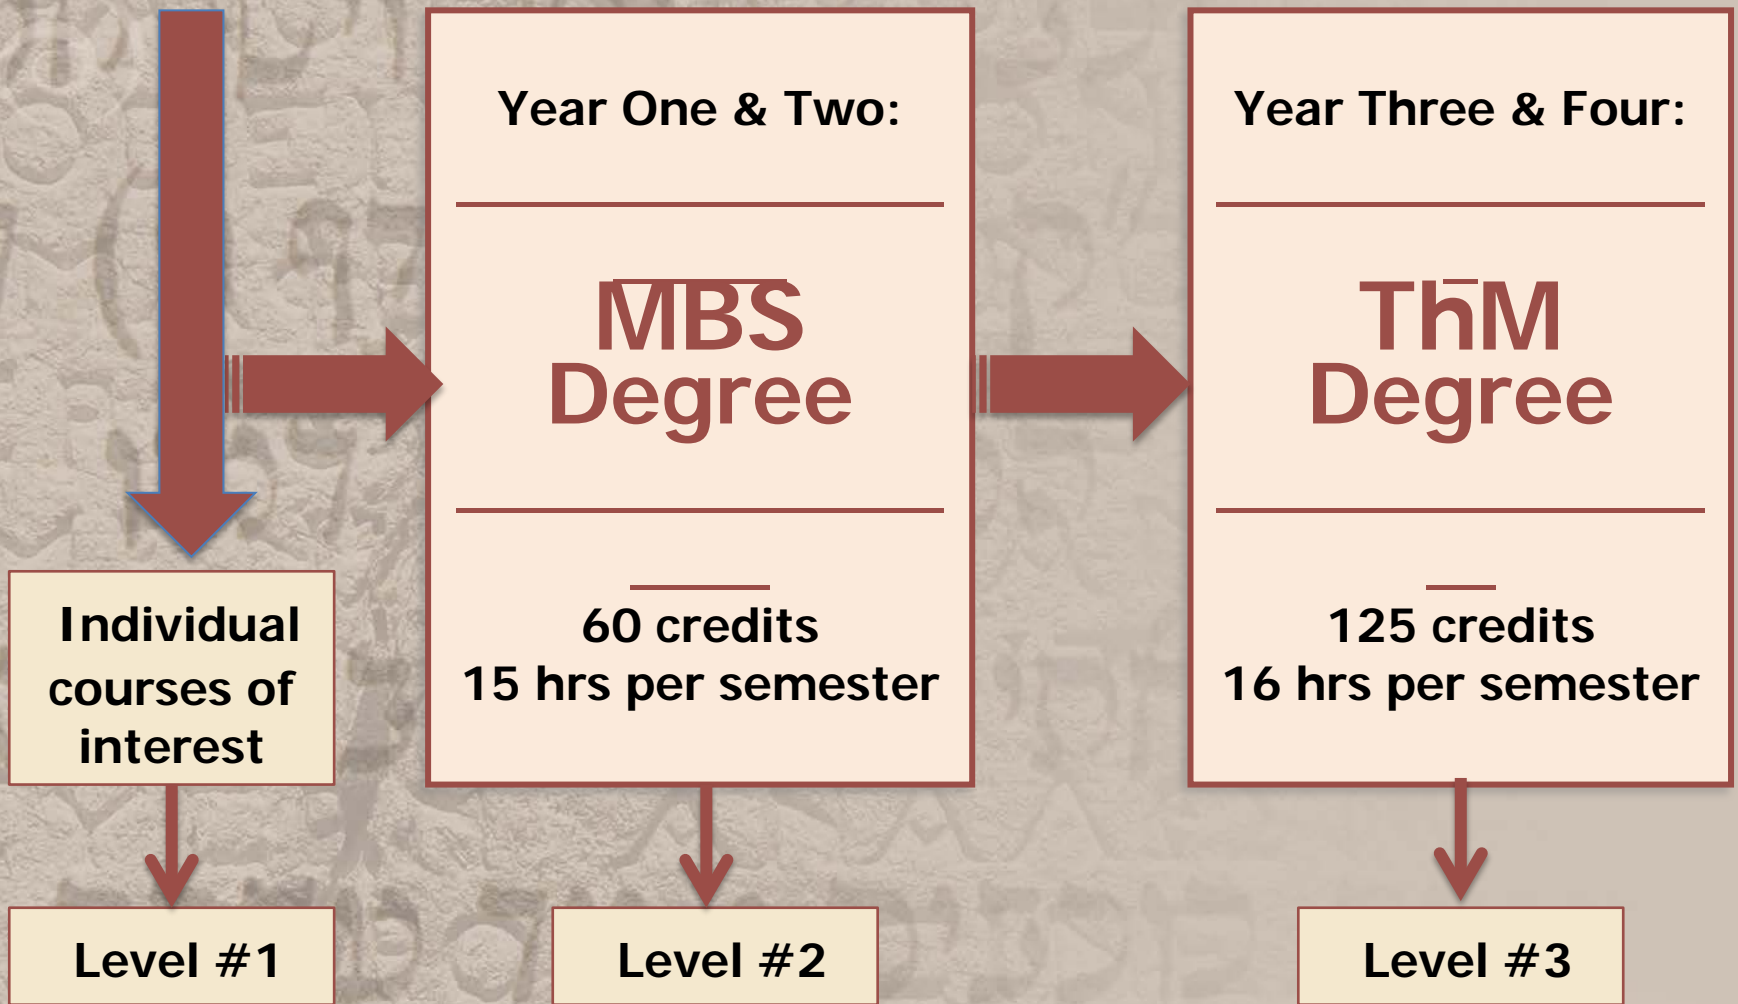 Year One & Two:
MBS
Degree
60 credits
15 hrs per semester
Year Three & Four:
ThM
Degree
125 credits
16 hrs per semester
Individual
courses of
interest
Level #1
Level #2
Level #3